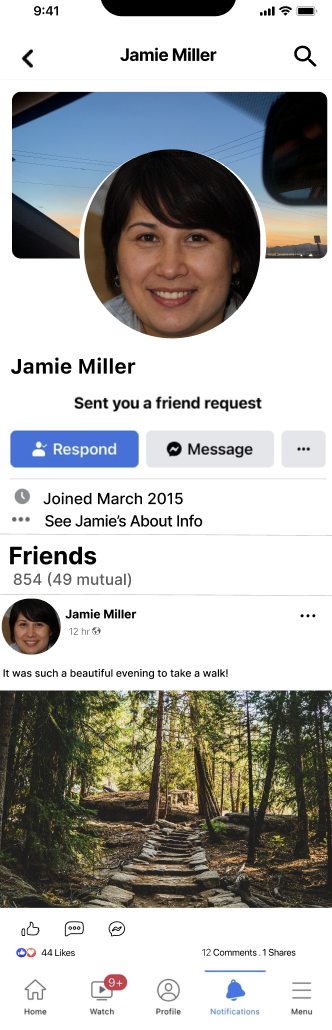 9:41
Jamie Miller
Jamie Miller
Sent you a friend request
Respond
Message
Joined March 2015
See Jamie's About Info
Friends
854 (49 mutual)
Jamie Miller
12 hr
It was such a beautiful evening to take a walk!
44 Likes
12 Comments . 1 Shares
9+
Home
Watch
Profile
Notifications
Menu